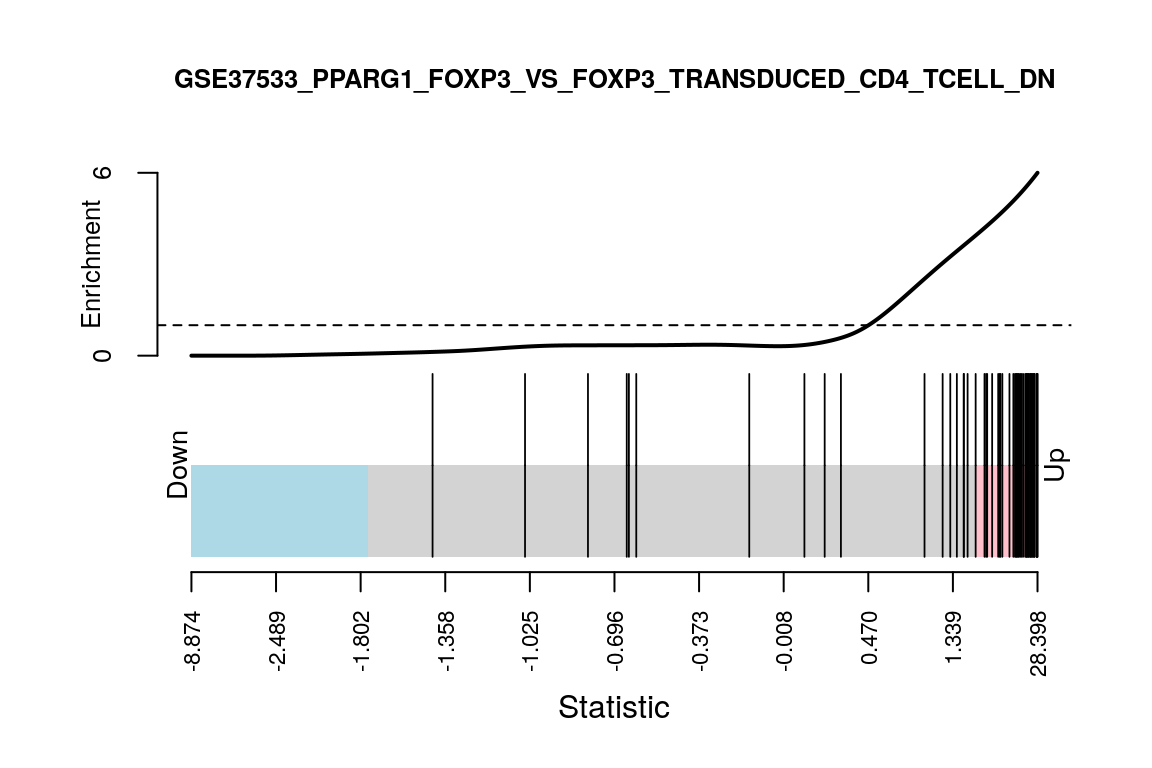 GSE37533_PPARG1_FOXP3_VS_FOXP3_TRANSDUCED_CD4_TCELL_DN
6
Enrichment
0
Down
Up
-8.874 -2.489 -1.802 -1.358 -1.025 -0.696 -0.373 -0.008 0.470 1.339 28.398
Statistic